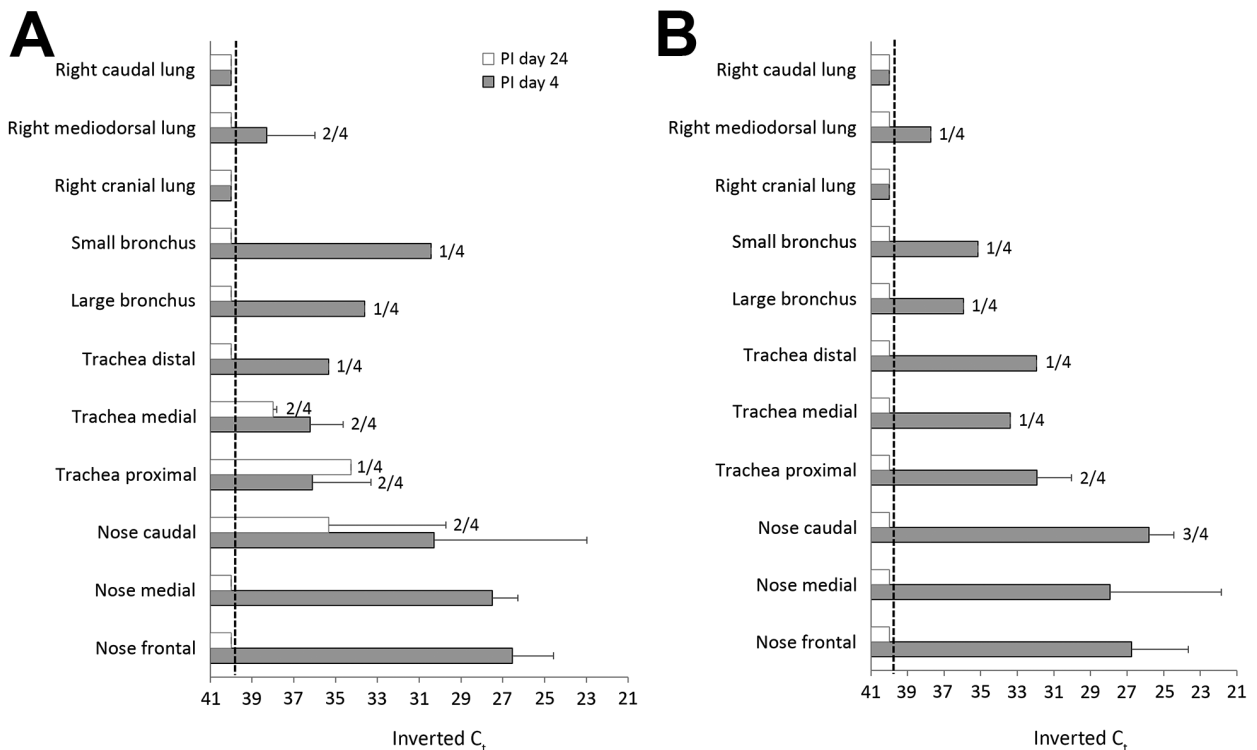 A
PI day 24
PI day 4
Right caudal lung
Right mediodorsal lung 2/4
Right cranial lung
Small bronchus 1/4
Large bronchus 1/4
Trachea distal 1/4
Trachea medial 2/4
2/4
Trachea proximal 1/4
2/4
Nose caudal 2/4
Nose medial
Nose frontal
41 39 37 35 33 31 29 27 25 23 21
Inverted Ct
B
Right caudal lung
Right mediodorsal lung 1/4
Right cranial lung
Small bronchus 1/4
Large bronchus 1/4
Trachea distal 1/4
Trachea medial 1/4
Trachea proximal 2/4
Nose caudal 3/4
Nose medial
Nose frontal
41 39 37 35 33 31 29 27 25 23 21
Inverted Ct